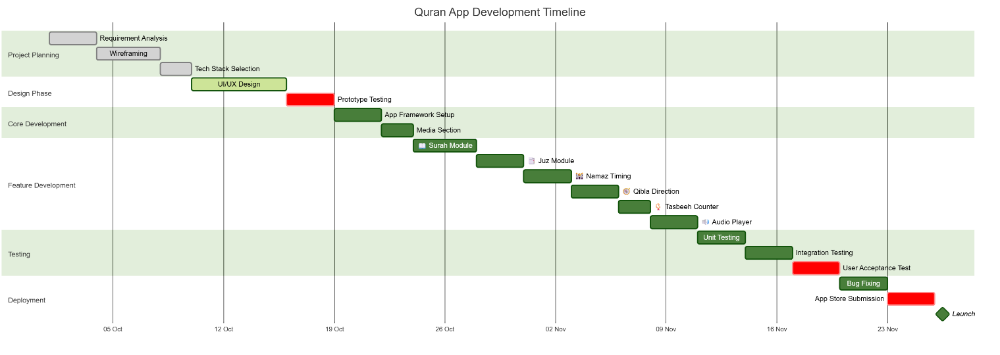 Quran App Development Timeline
Project Planning
Requirement Analysis
Wireframing
Tech Stack Selection
Design Phase
UI/UX Design
Prototype Testing
Core Development
App Framework Setup
Media Section
Feature Development
📖 Surah Module
📑 Juz Module
🕌 Namaz Timing
🧭 Qibla Direction
📿 Tasbeeh Counter
🔊 Audio Player
Testing
Unit Testing
Integration Testing
User Acceptance Test
Deployment
Bug Fixing
App Store Submission
Launch
05 Oct 12 Oct 19 Oct 26 Oct 02 Nov 09 Nov 16 Nov 23 Nov